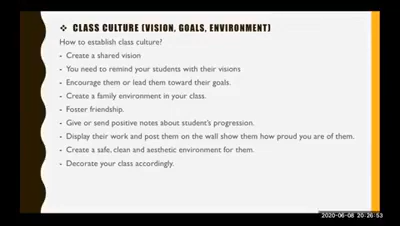 ❖ CLASS CULTURE (VISION, GOALS, ENVIRONMENT)
How to establish class culture?
- Create a shared vision
- You need to remind your students with their visions
- Encourage them or lead them toward their goals.
- Create a family environment in your class.
- Foster friendship.
- Give or send positive notes about student's progression.
- Display their work and post them on the wall show them how proud you are of them.
- Create a safe, clean and aesthetic environment for them.
- Decorate your class accordingly.
2020-06-08 20:26:53